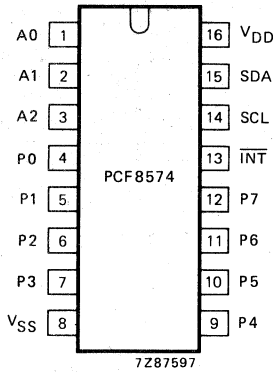 A0 1 16 VDD
A1 2 15 SDA
A2 3 14 SCL
P0 4 13 INT
PCF8574
P1 5 12 P7
P2 6 11 P6
P3 7 10 P5
VSS 8 9 P4
7Z87597